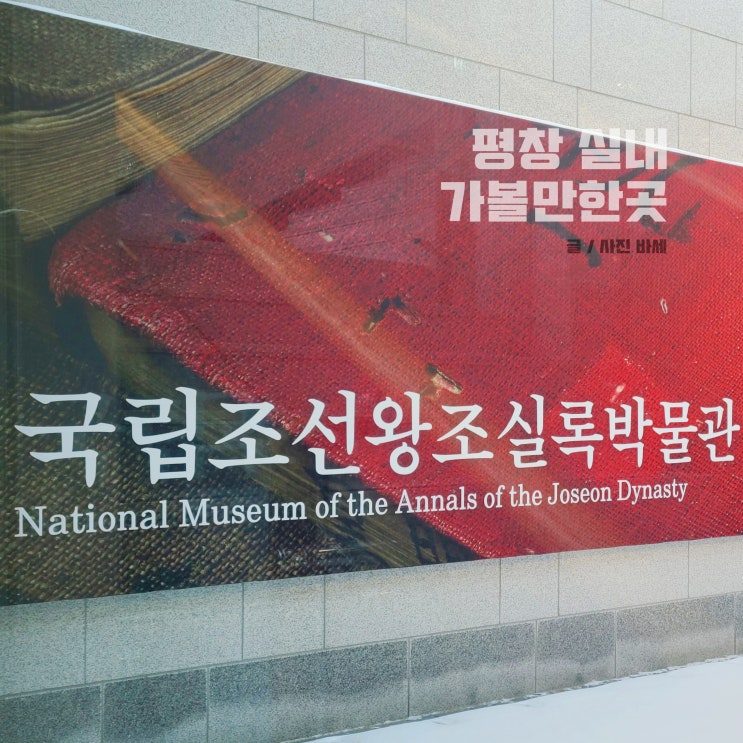 평창 실내
가볼만한곳
글 / 사진 바세
국립조선왕조실록박물관
National Museum of the Annals of the Joseon Dynasty